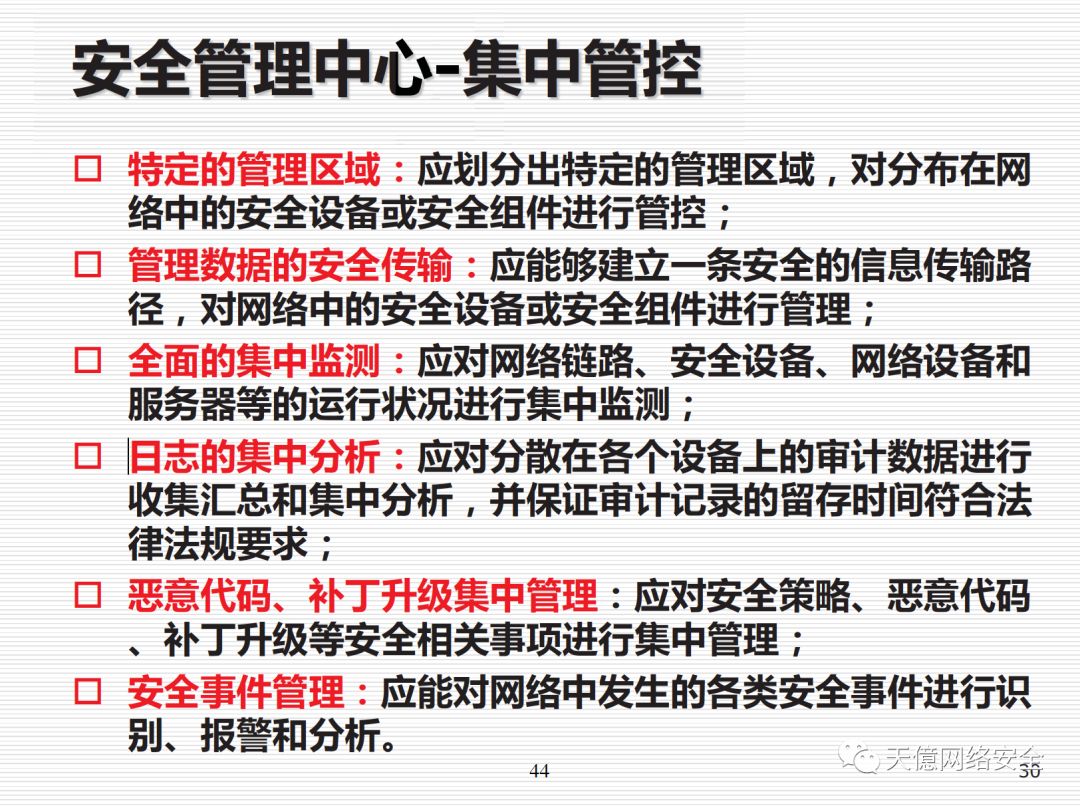 安全管理中心-集中管控
特定的管理区域：应划分出特定的管理区域，对分布在网
络中的安全设备或安全组件进行管控；
管理数据的安全传输：应能够建立一条安全的信息传输路
径，对网络中的安全设备或安全组件进行管理；
全面的集中监测：应对网络链路、安全设备、网络设备和
服务器等的运行状况进行集中监测；
日志的集中分析：应对分散在各个设备上的审计数据进行
收集汇总和集中分析，并保证审计记录的留存时间符合法
律法规要求；
恶意代码、补丁升级集中管理：应对安全策略、恶意代码
、补丁升级等安全相关事项进行集中管理；
安全事件管理：应能对网络中发生的各类安全事件进行识
别、报警和分析。
天億网络安全
44
30